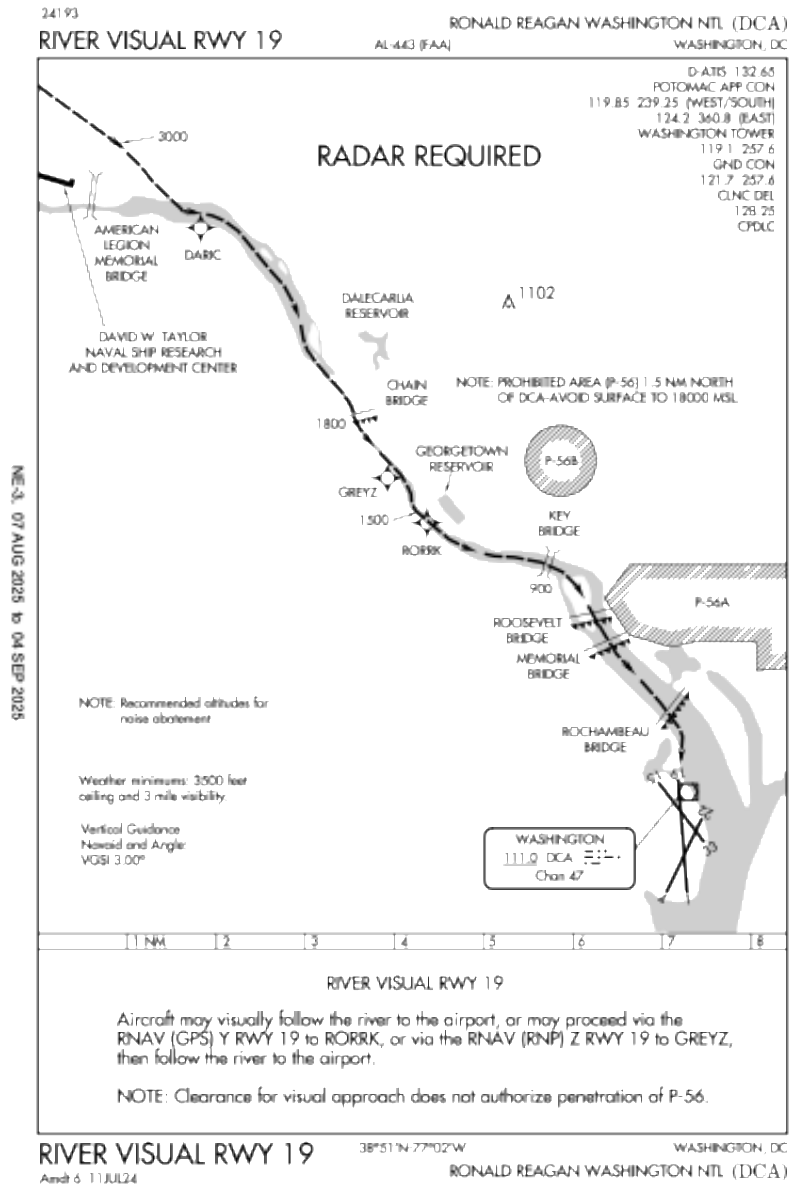 24193
RIVER VISUAL RWY 19
AL-443 (FAA)
RONALD REAGAN WASHINGTON NTL (DCA)
WASHINGTON, DC
D-ATIS 132.65
POTOMAC APP CON
119.85 239.25 (WEST/SOUTH)
124.2 360.8 (EAST)
WASHINGTON TOWER
119.1 257.6
GND CON
121.7 257.6
CLNC DEL
128.25
CPDLC
3000
RADAR REQUIRED
AMERICAN
LEGION
MEMORIAL
BRIDGE
DARIC
DAVID W. TAYLOR
NAVAL SHIP RESEARCH
AND DEVELOPMENT CENTER
DALECARLIA
RESERVOIR
1102
CHAIN
BRIDGE
NOTE: PROHIBITED AREA (P-56) 1.5 NM NORTH
OF DCA-AVOID SURFACE TO 18000 MSL
1800
GEORGETOWN
RESERVOIR
P-56B
GREYZ
1500
RORRK
KEY
BRIDGE
900
P-56A
ROOSEVELT
BRIDGE
MEMORIAL
BRIDGE
ROCHAMBEAU
BRIDGE
NOTE: Recommended altitudes for
noise abatement
Weather minimums: 3500 feet
ceiling and 3 mile visibility.
Vertical Guidance
Navaid and Angle:
VGSI 3.00°
15
19
22
33
WASHINGTON
111.0 DCA
Chan 47
1 NM 2 3 4 5 6 7 8
RIVER VISUAL RWY 19
Aircraft may visually follow the river to the airport, or may proceed via the
RNAV (GPS) Y RWY 19 to RORRK, or via the RNAV (RNP) Z RWY 19 to GREYZ,
then follow the river to the airport.
NOTE: Clearance for visual approach does not authorize penetration of P-56.
NE-3, 07 AUG 2025 to 04 SEP 2025
RIVER VISUAL RWY 19
Amdt 6 11JUL24
38°51'N-77°02'W
WASHINGTON, DC
RONALD REAGAN WASHINGTON NTL (DCA)